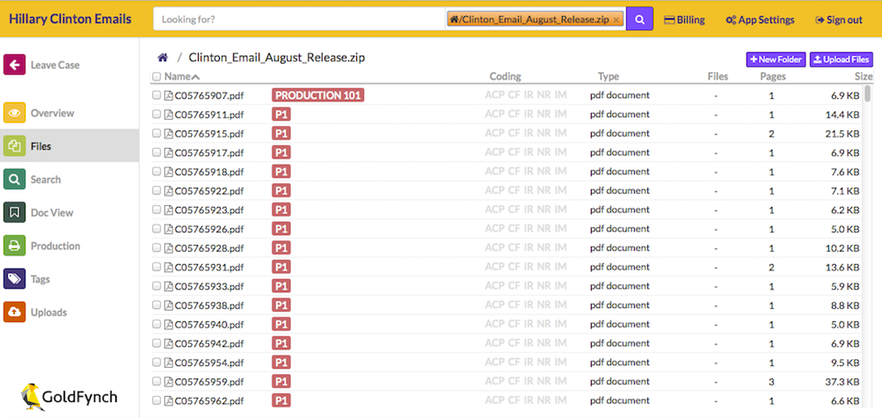 Hillary Clinton Emails Looking for? /Clinton_Email_August_Release.zip × Billing App Settings Sign out
Leave Case
Overview
Files
Search
Doc View
Production
Tags
Uploads
GoldFynch
/ Clinton_Email_August_Release.zip + New Folder Upload Files
Name Coding Type Files Pages Size
C05765907.pdf PRODUCTION 101 ACP CF IR NR IM pdf document - 1 6.9 KB
C05765911.pdf P1 ACP CF IR NR IM pdf document - 1 14.4 KB
C05765915.pdf P1 ACP CF IR NR IM pdf document - 2 21.5 KB
C05765917.pdf P1 ACP CF IR NR IM pdf document - 1 6.9 KB
C05765918.pdf P1 ACP CF IR NR IM pdf document - 1 7.6 KB
C05765922.pdf P1 ACP CF IR NR IM pdf document - 1 7.1 KB
C05765923.pdf P1 ACP CF IR NR IM pdf document - 1 6.2 KB
C05765926.pdf P1 ACP CF IR NR IM pdf document - 1 5.0 KB
C05765928.pdf P1 ACP CF IR NR IM pdf document - 1 10.2 KB
C05765931.pdf P1 ACP CF IR NR IM pdf document - 2 13.6 KB
C05765933.pdf P1 ACP CF IR NR IM pdf document - 1 5.9 KB
C05765938.pdf P1 ACP CF IR NR IM pdf document - 1 8.8 KB
C05765940.pdf P1 ACP CF IR NR IM pdf document - 1 5.0 KB
C05765942.pdf P1 ACP CF IR NR IM pdf document - 1 6.9 KB
C05765954.pdf P1 ACP CF IR NR IM pdf document - 1 9.5 KB
C05765959.pdf P1 ACP CF IR NR IM pdf document - 3 37.3 KB
C05765962.pdf P1 ACP CF IR NR IM pdf document - 1 6.6 KB